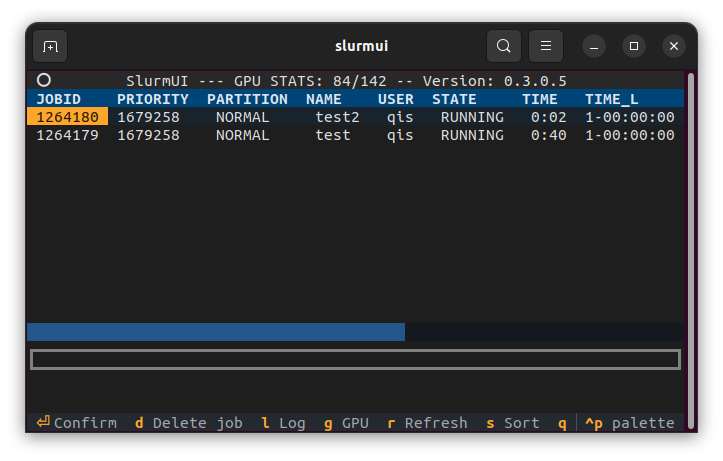 slurmui
SlurmUI --- GPU STATS: 84/142 -- Version: 0.3.0.5
JOBID PRIORITY PARTITION NAME USER STATE TIME TIME_L
1264180 1679258 NORMAL test2 qis RUNNING 0:02 1-00:00:00
1264179 1679258 NORMAL test qis RUNNING 0:40 1-00:00:00
⏎ Confirm d Delete job l Log g GPU r Refresh s Sort q ^p palette